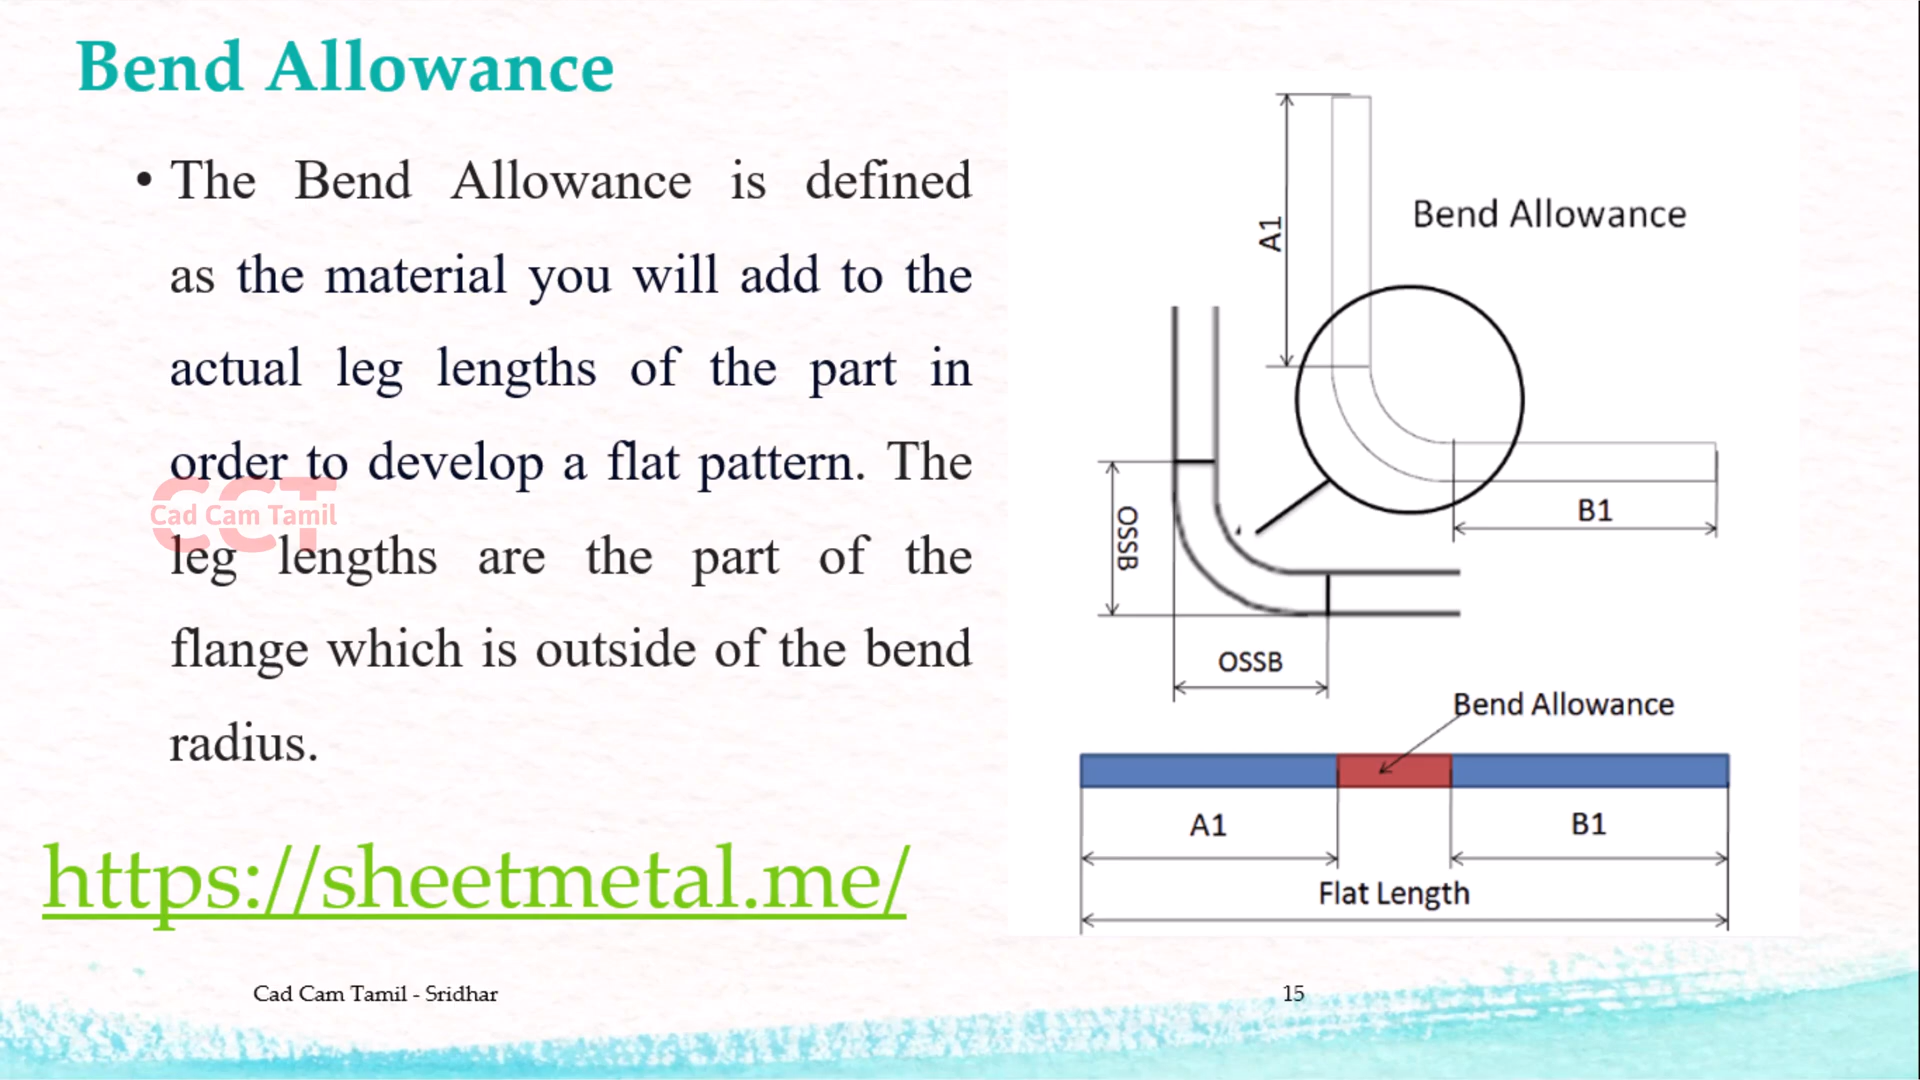 Bend Allowance
• The Bend Allowance is defined
as the material you will add to the
actual leg lengths of the part in
order to develop a flat pattern. The
leg lengths are the part of the
flange which is outside of the bend
radius.
CCT
Cad Cam Tamil
https://sheetmetal.me/
A1
Bend Allowance
B1
OSSB
OSSB
Bend Allowance
A1
B1
Flat Length
Cad Cam Tamil - Sridhar
15